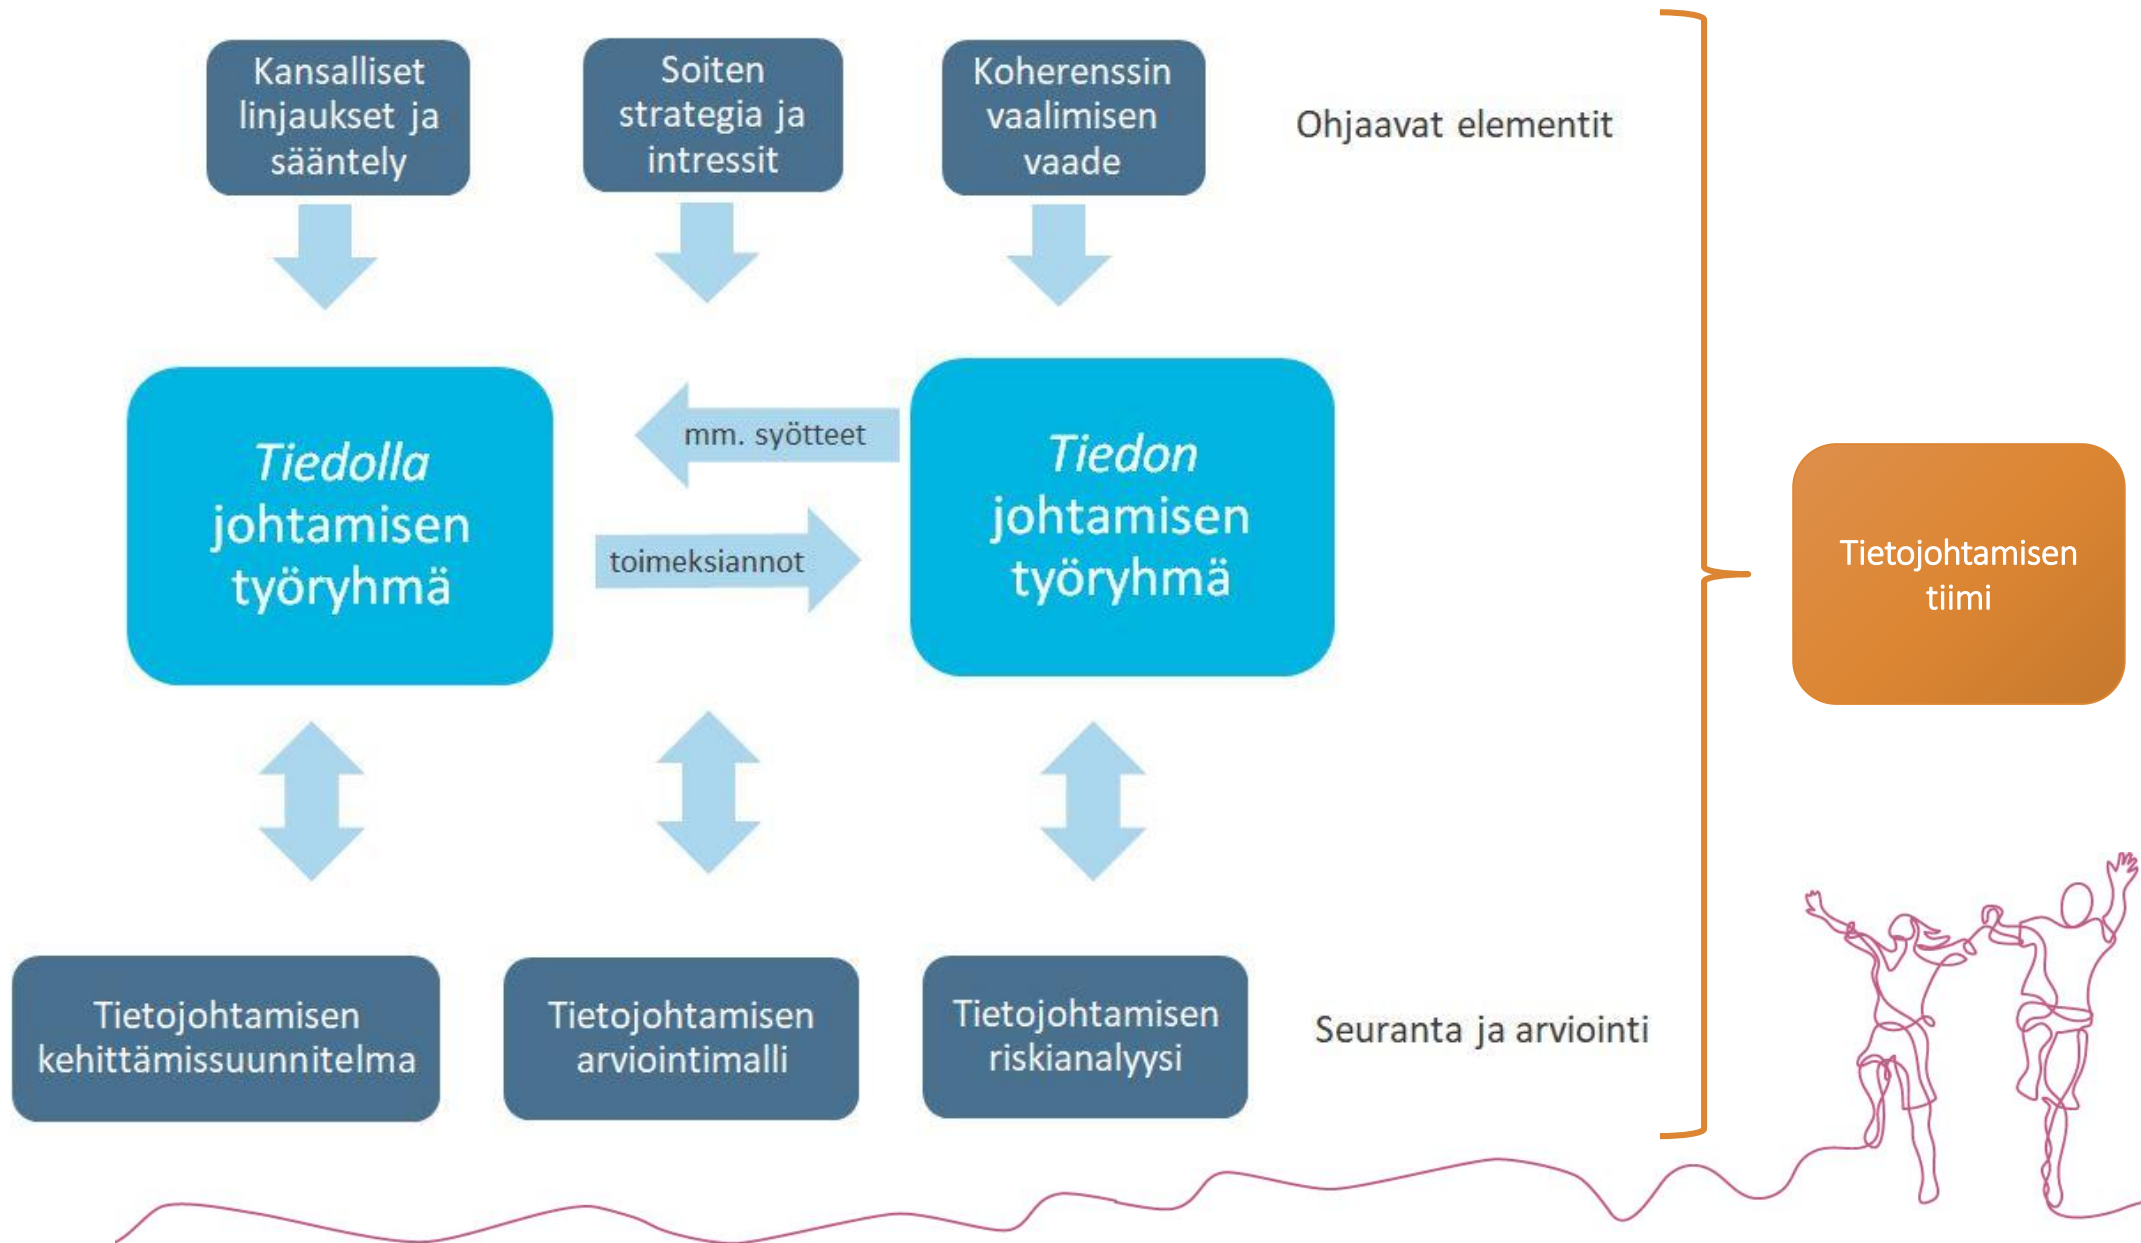 Kansalliset
linjaukset ja
sääntely
Soiten
strategia ja
intressit
Koherenssin
vaalimisen
vaade
Ohjaavat elementit
Tiedolla
johtamisen
työryhmä
mm. syötteet
toimeksiannot
Tiedon
johtamisen
työryhmä
Tietojohtamisen
tiimi
Tietojohtamisen
kehittämissuunnitelma
Tietojohtamisen
arviointimalli
Tietojohtamisen
riskianalyysi
Seuranta ja arviointi